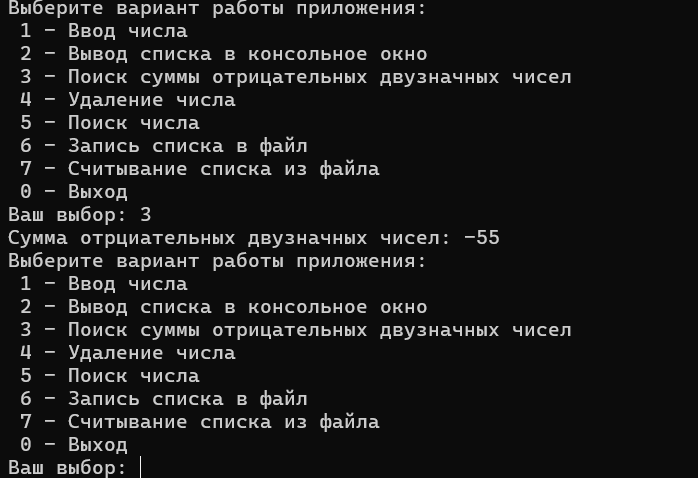 Выберите вариант работы приложения:
1 – Ввод числа
2 – Вывод списка в консольное окно
3 – Поиск суммы отрицательных двузначных чисел
4 – Удаление числа
5 – Поиск числа
6 – Запись списка в файл
7 – Считывание списка из файла
0 – Выход
Ваш выбор: 3
Сумма отрциательных двузначных чисел: -55
Выберите вариант работы приложения:
1 – Ввод числа
2 – Вывод списка в консольное окно
3 – Поиск суммы отрицательных двузначных чисел
4 – Удаление числа
5 – Поиск числа
6 – Запись списка в файл
7 – Считывание списка из файла
0 – Выход
Ваш выбор: